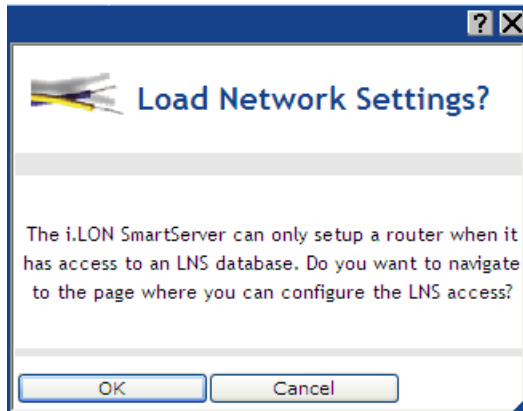 ? X
Load Network Settings?
The i.LON SmartServer can only setup a router when it
has access to an LNS database. Do you want to navigate
to the page where you can configure the LNS access?
OK Cancel